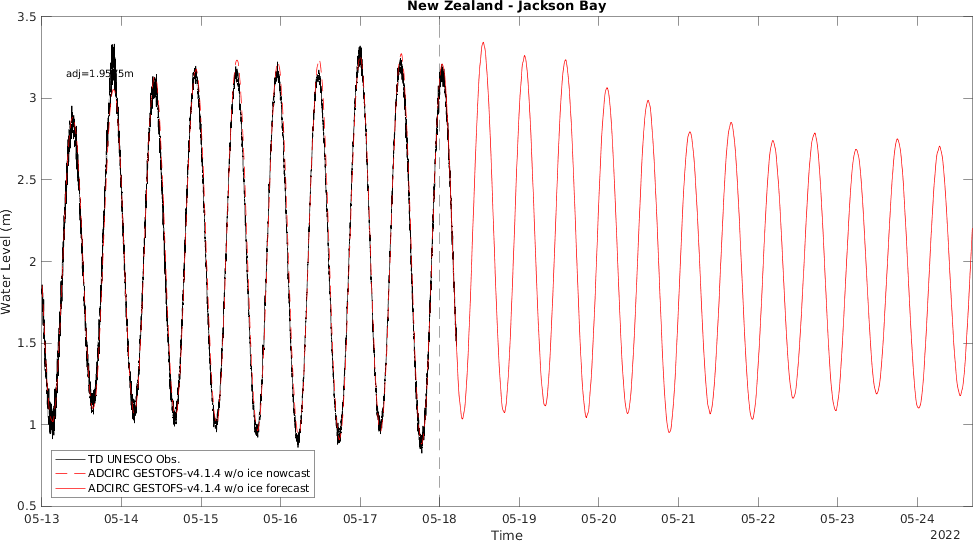 New Zealand - Jackson Bay
3.5
3
2.5
2
1.5
1
0.5
Water Level (m)
TD UNESCO Obs.
ADCIRC GESTOFS-v4.1.4 w/o ice nowcast
ADCIRC GESTOFS-v4.1.4 w/o ice forecast
05-13 05-14 05-15 05-16 05-17 05-18 05-19 05-20 05-21 05-22 05-23 05-24
Time
2022